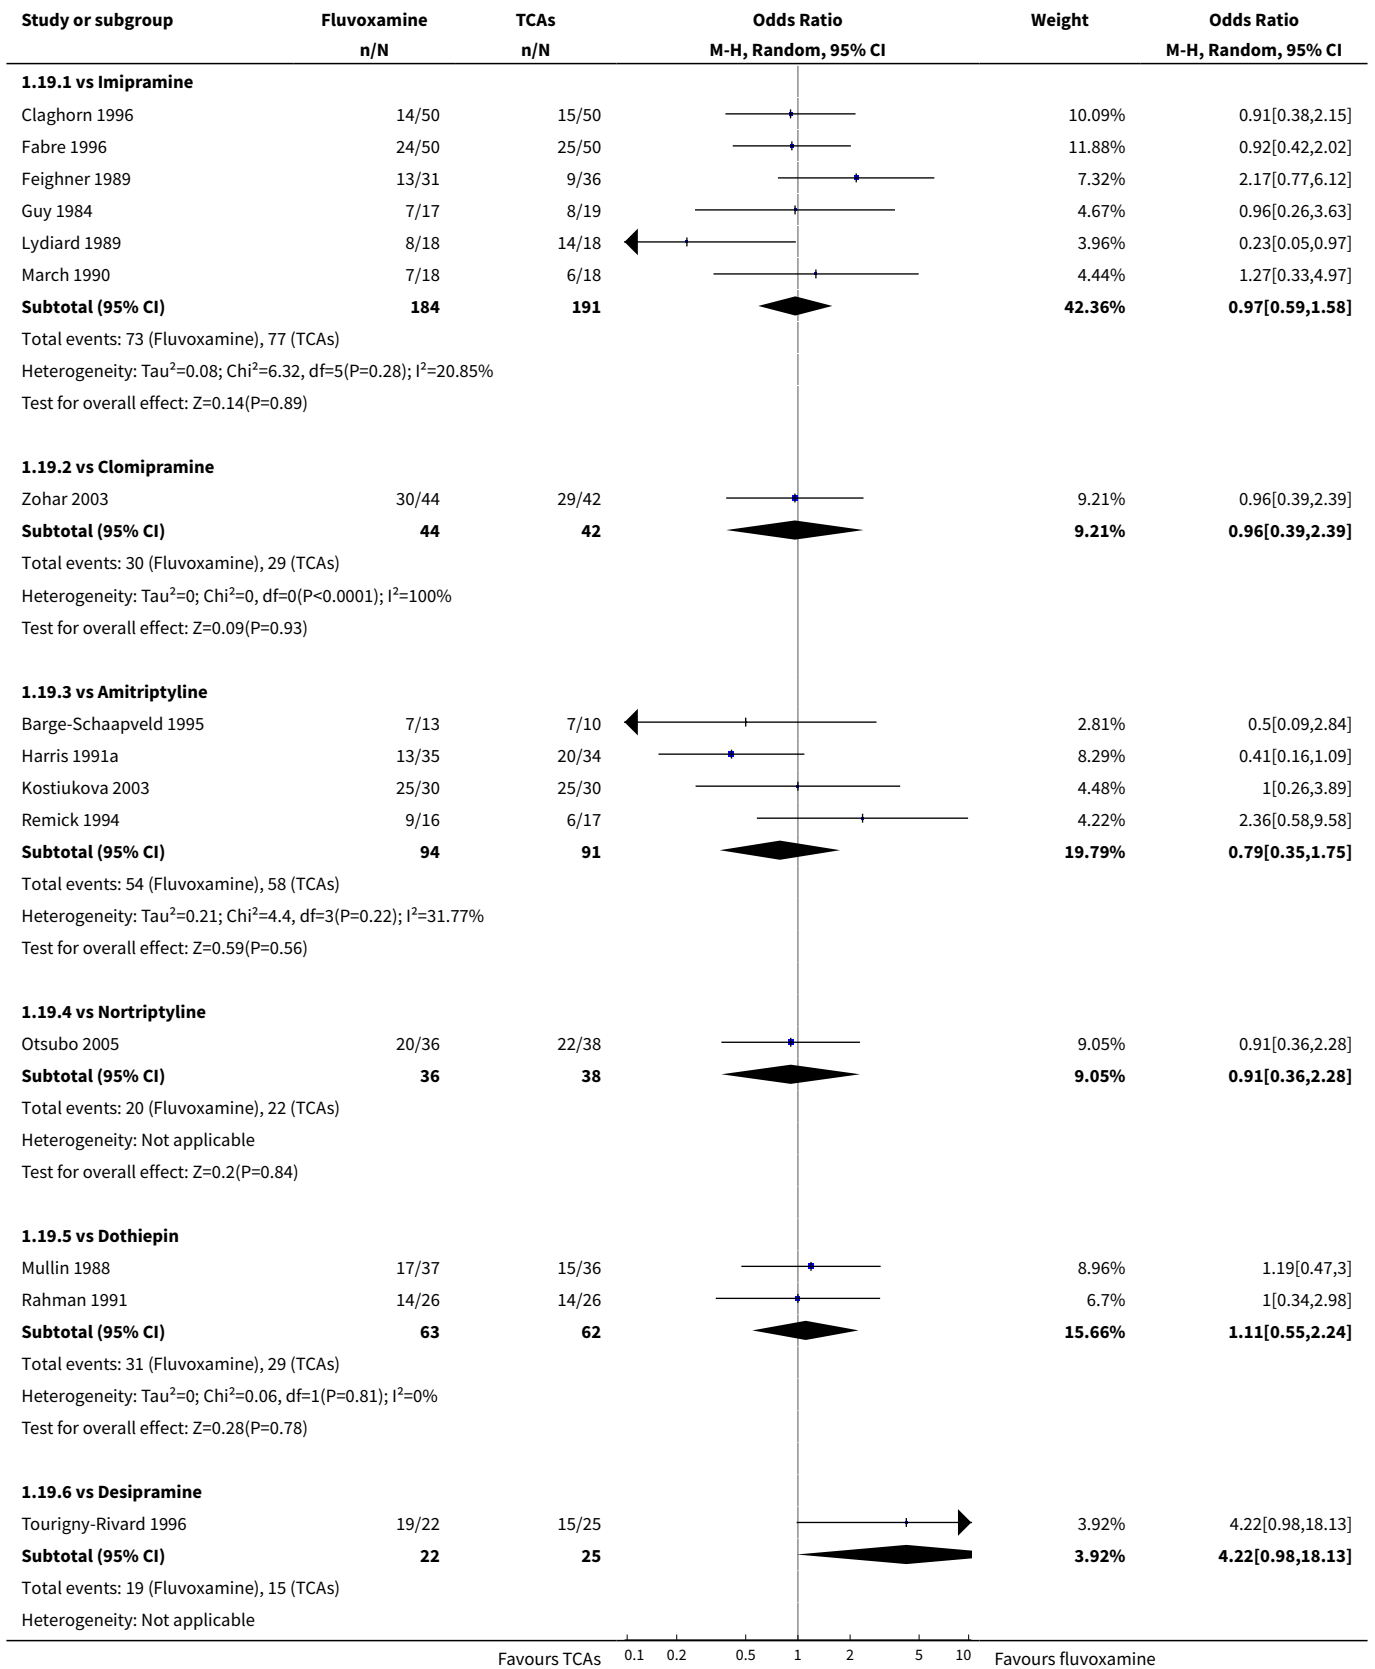 Study or subgroup Fluvoxamine TCAs Odds Ratio Weight Odds Ratio
n/N n/N M-H, Random, 95% CI M-H, Random, 95% CI
1.19.1 vs Imipramine
Claghorn 1996 14/50 15/50 10.09% 0.91[0.38,2.15]
Fabre 1996 24/50 25/50 11.88% 0.92[0.42,2.02]
Feighner 1989 13/31 9/36 7.32% 2.17[0.77,6.12]
Guy 1984 7/17 8/19 4.67% 0.96[0.26,3.63]
Lydiard 1989 8/18 14/18 3.96% 0.23[0.05,0.97]
March 1990 7/18 6/18 4.44% 1.27[0.33,4.97]
Subtotal (95% CI) 184 191 42.36% 0.97[0.59,1.58]
Total events: 73 (Fluvoxamine), 77 (TCAs)
Heterogeneity: Tau²=0.08; Chi²=6.32, df=5(P=0.28); I²=20.85%
Test for overall effect: Z=0.14(P=0.89)
1.19.2 vs Clomipramine
Zohar 2003 30/44 29/42 9.21% 0.96[0.39,2.39]
Subtotal (95% CI) 44 42 9.21% 0.96[0.39,2.39]
Total events: 30 (Fluvoxamine), 29 (TCAs)
Heterogeneity: Tau²=0; Chi²=0, df=0(P<0.0001); I²=100%
Test for overall effect: Z=0.09(P=0.93)
1.19.3 vs Amitriptyline
Barge-Schaapveld 1995 7/13 7/10 2.81% 0.5[0.09,2.84]
Harris 1991a 13/35 20/34 8.29% 0.41[0.16,1.09]
Kostiukova 2003 25/30 25/30 4.48% 1[0.26,3.89]
Remick 1994 9/16 6/17 4.22% 2.36[0.58,9.58]
Subtotal (95% CI) 94 91 19.79% 0.79[0.35,1.75]
Total events: 54 (Fluvoxamine), 58 (TCAs)
Heterogeneity: Tau²=0.21; Chi²=4.4, df=3(P=0.22); I²=31.77%
Test for overall effect: Z=0.59(P=0.56)
1.19.4 vs Nortriptyline
Otsubo 2005 20/36 22/38 9.05% 0.91[0.36,2.28]
Subtotal (95% CI) 36 38 9.05% 0.91[0.36,2.28]
Total events: 20 (Fluvoxamine), 22 (TCAs)
Heterogeneity: Not applicable
Test for overall effect: Z=0.2(P=0.84)
1.19.5 vs Dothiepin
Mullin 1988 17/37 15/36 8.96% 1.19[0.47,3]
Rahman 1991 14/26 14/26 6.7% 1[0.34,2.98]
Subtotal (95% CI) 63 62 15.66% 1.11[0.55,2.24]
Total events: 31 (Fluvoxamine), 29 (TCAs)
Heterogeneity: Tau²=0; Chi²=0.06, df=1(P=0.81); I²=0%
Test for overall effect: Z=0.28(P=0.78)
1.19.6 vs Desipramine
Tourigny-Rivard 1996 19/22 15/25 3.92% 4.22[0.98,18.13]
Subtotal (95% CI) 22 25 3.92% 4.22[0.98,18.13]
Total events: 19 (Fluvoxamine), 15 (TCAs)
Heterogeneity: Not applicable
Favours TCAs 0.1 0.2 0.5 1 2 5 10 Favours fluvoxamine